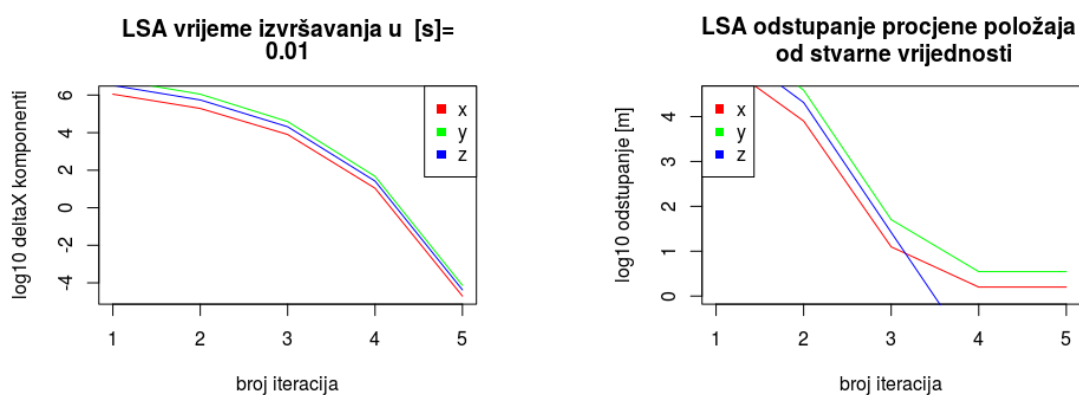 LSA vrijeme izvršavanja u [s]=
0.01
log10 deltaX komponenti
6
4
2
0
-2
-4
x
y
z
1 2 3 4 5
broj iteracija
LSA odstupanje procjene položaja
od stvarne vrijednosti
log10 odstupanje [m]
4
3
2
1
0
x
y
z
1 2 3 4 5
broj iteracija